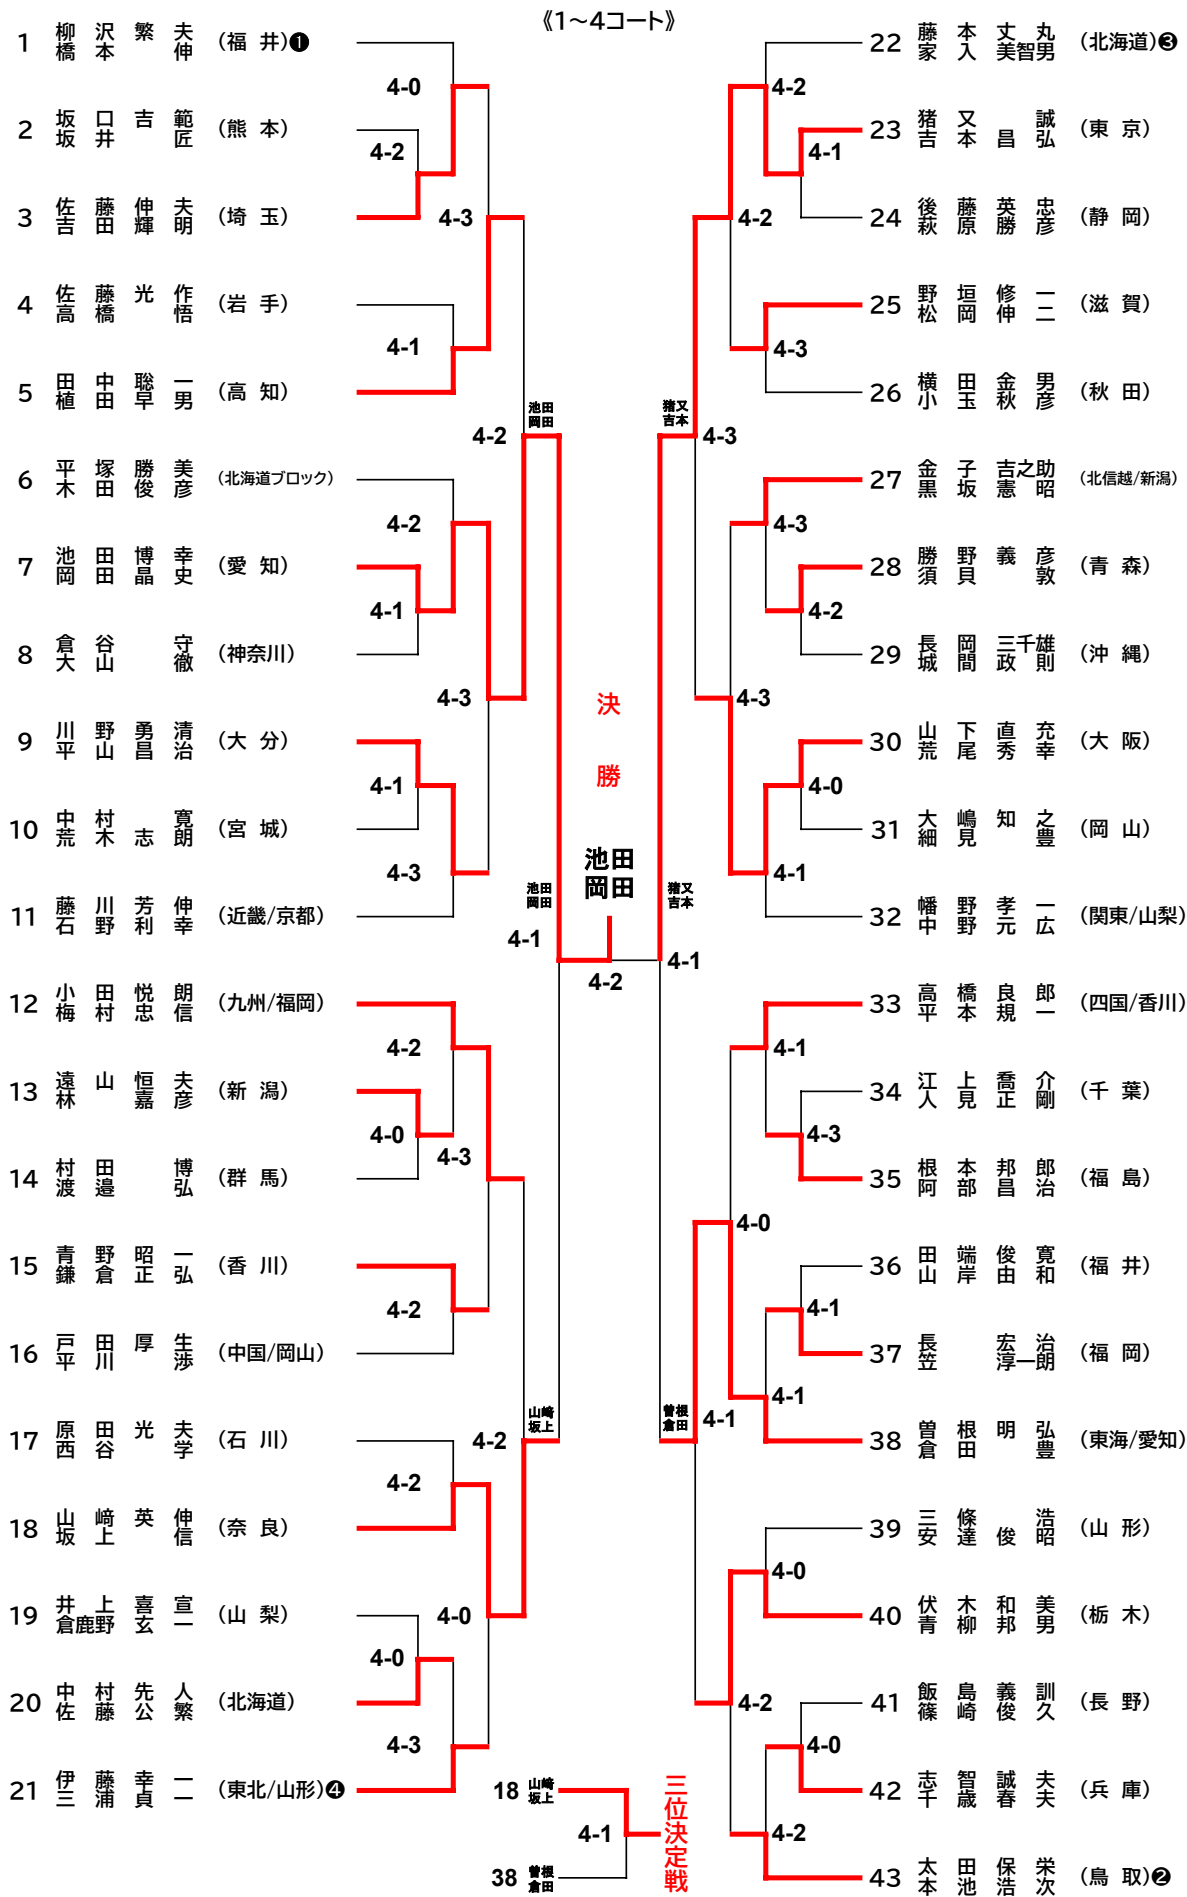 《1～4コート》
1 柳沢繁夫 橋本伸 (福井)❶
2 坂口吉範 坂井匠 (熊本)
3 佐藤伸夫 吉田輝明 (埼玉)
4 佐藤光作 高橋悟 (岩手)
5 田中聡一 植田早男 (高知)
6 平塚勝美 木田俊彦 (北海道ブロック)
7 池田博幸 岡田晶史 (愛知)
8 倉谷守 大山徹 (神奈川)
9 川野勇清 平山昌治 (大分)
10 中村寛 荒木志朗 (宮城)
11 藤川芳伸 石野利幸 (近畿/京都)
12 小田悦朗 梅村忠信 (九州/福岡)
13 遠山恒夫 林嘉彦 (新潟)
14 村田博 渡邉弘 (群馬)
15 青野昭一 鎌倉正弘 (香川)
16 戸田厚生 平川渉 (中国/岡山)
17 原田光夫 西谷学 (石川)
18 山﨑英伸 坂上信 (奈良)
19 井上喜宣 倉鹿野玄一 (山梨)
20 中村先人 佐藤公繁 (北海道)
21 伊藤幸一 三浦貞二 (東北/山形)❹
4-0
4-2
4-3
4-1
4-2
4-2
4-1
4-3
4-1
4-3
4-2
4-0
4-3
4-2
4-2
4-2
4-0
4-0
4-3
池田
岡田
池田
岡田
4-1
山﨑
坂上
決
勝
池田
岡田
4-2
猪又
吉本
猪又
吉本
4-1
曽根
倉田
18 山﨑
坂上
4-1
38 曽根
倉田
三位決定戦
4-2
4-1
4-2
4-3
4-3
4-3
4-2
4-3
4-0
4-1
4-1
4-3
4-0
4-1
4-1
4-1
4-0
4-2
4-0
4-2
22 藤本丈丸 家入美智男 (北海道)❸
23 猪又誠 吉本昌弘 (東京)
24 後藤英忠 萩原勝彦 (静岡)
25 野垣修一 松岡伸二 (滋賀)
26 横田金男 小玉秋彦 (秋田)
27 金子吉之助 黒坂憲昭 (北信越/新潟)
28 勝野義彦 須貝敦 (青森)
29 長岡三千雄 城間政則 (沖縄)
30 山下直充 荒尾秀幸 (大阪)
31 大嶋知之 細見豊 (岡山)
32 幡野孝一 中野元広 (関東/山梨)
33 高橋良郎 平本規一 (四国/香川)
34 江上喬介 人見正剛 (千葉)
35 根本邦郎 阿部昌治 (福島)
36 田端俊寛 山岸由和 (福井)
37 長宏治 笠淳一朗 (福岡)
38 曽根明弘 倉田豊 (東海/愛知)
39 三條浩 安達俊昭 (山形)
40 伏木和美 青柳邦男 (栃木)
41 飯島義訓 篠崎俊久 (長野)
42 志智誠夫 千歳春夫 (兵庫)
43 太田保栄 本池浩次 (鳥取)❷